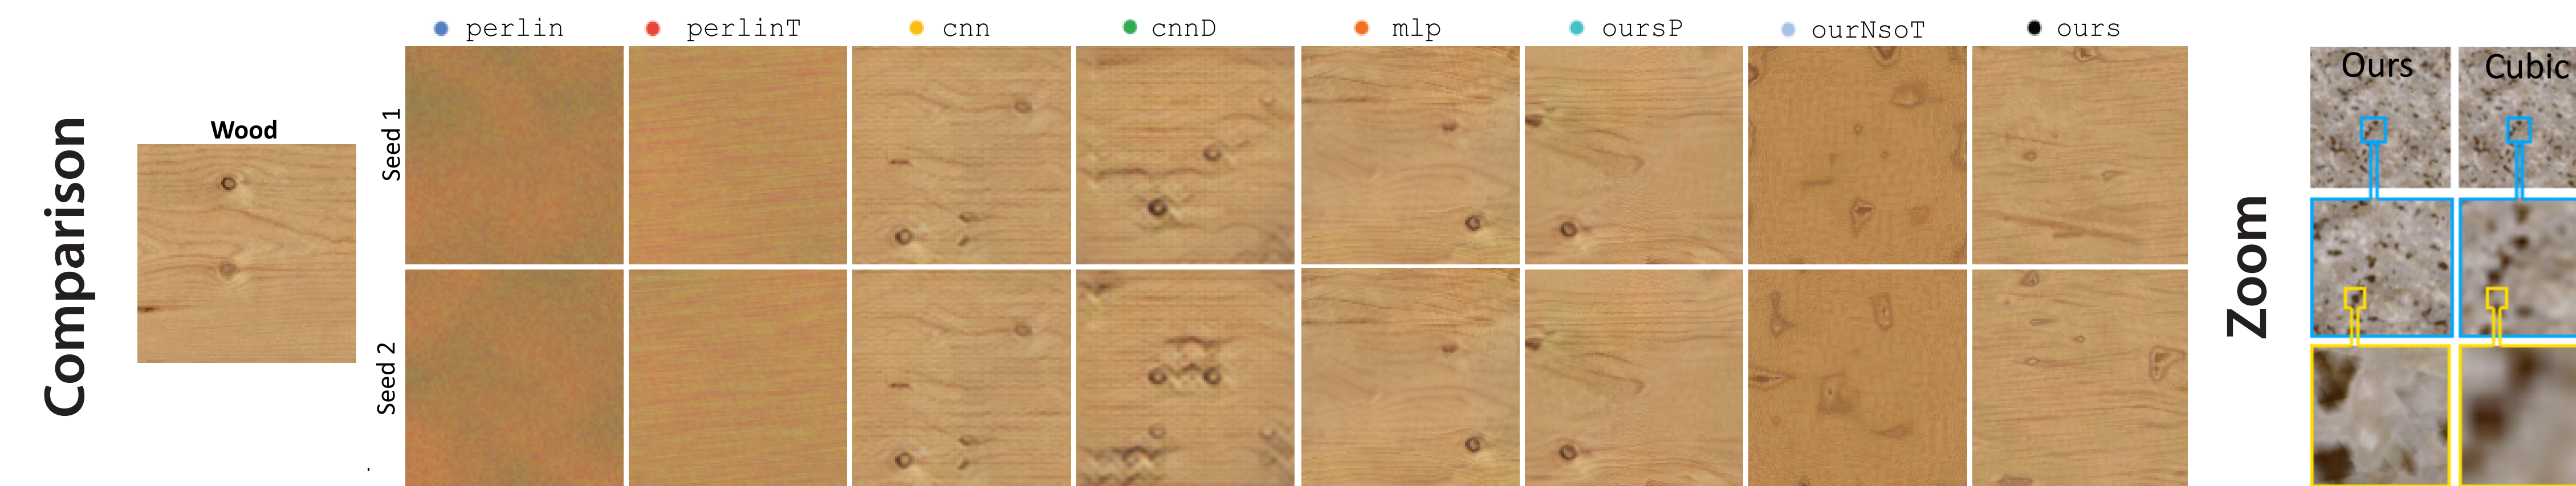 Comparison
Wood
perlin
perlinT
cnn
cnnD
mlp
oursP
ourNsoT
ours
Seed 1
Seed 2
Zoom
Ours
Cubic